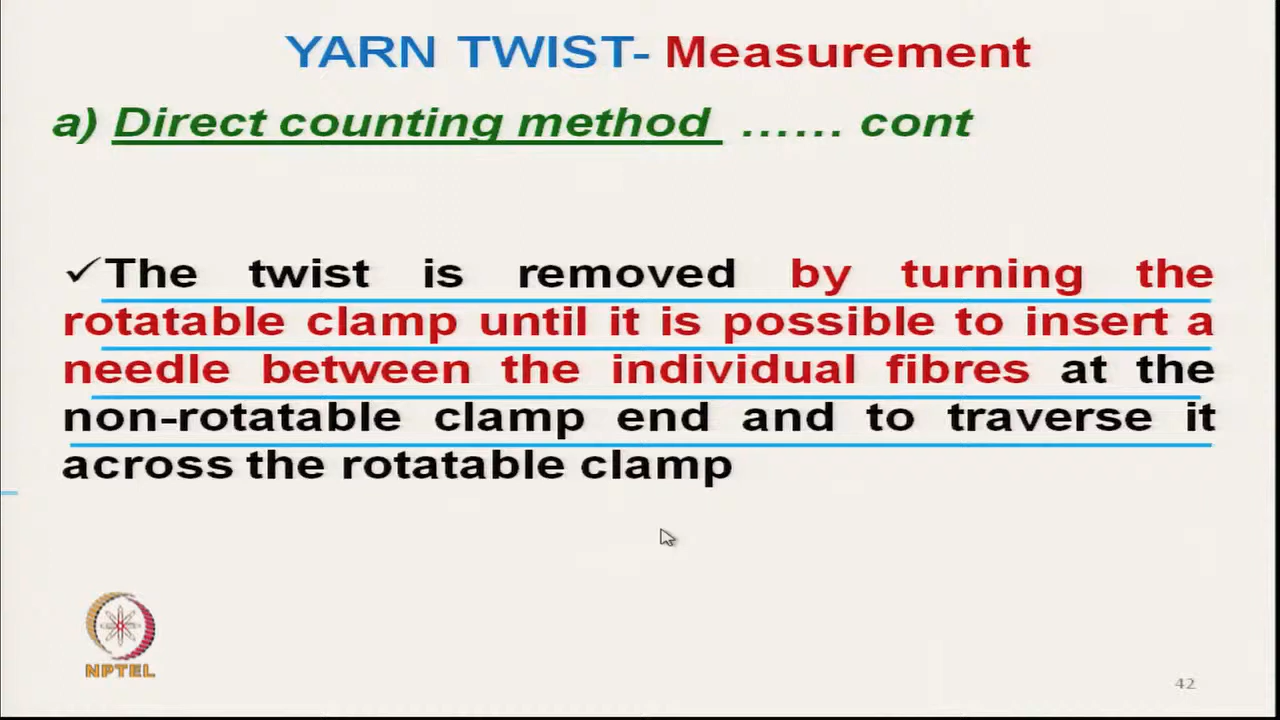 YARN TWIST- Measurement
a) Direct counting method ...... cont
✓The twist is removed by turning the
rotatable clamp until it is possible to insert a
needle between the individual fibres at the
non-rotatable clamp end and to traverse it
across the rotatable clamp
NPTEL
42